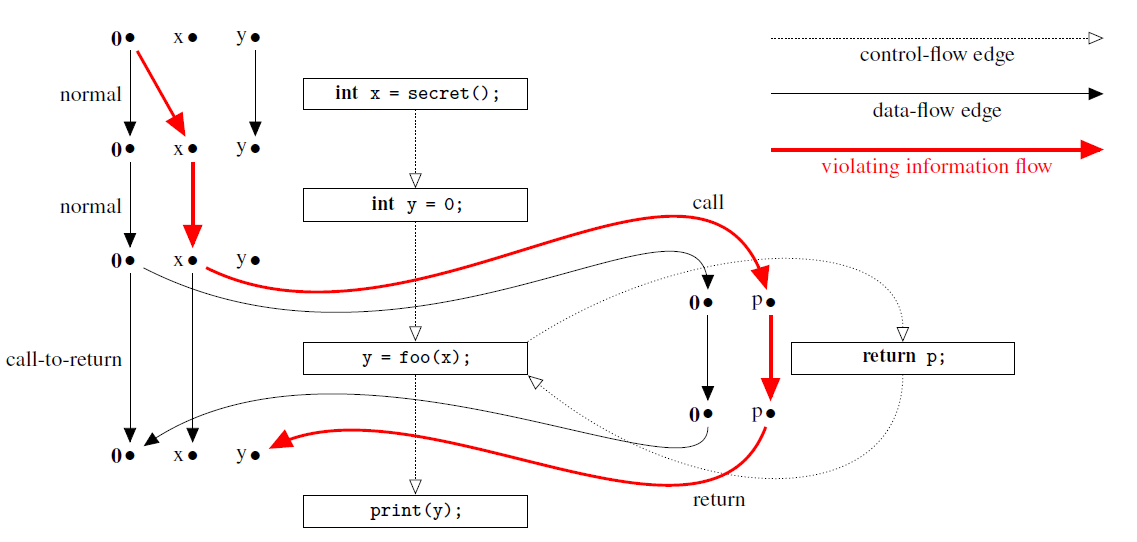 0 x y
control-flow edge
normal
int x = secret();
data-flow edge
0 x y
violating information flow
normal
int y = 0;
call
0 x y
0 p
call-to-return
y = foo(x);
return p;
0 p
0 x y
return
print(y);